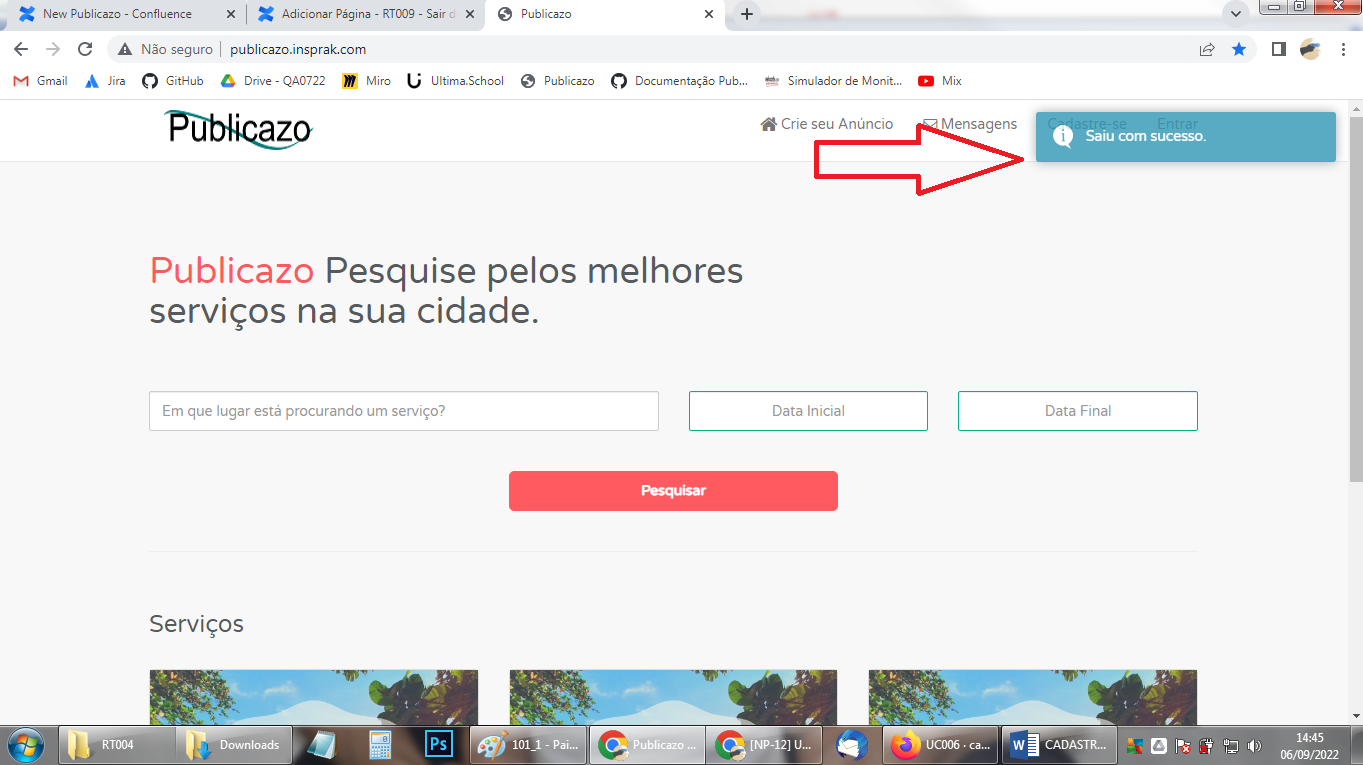 New Publicazo - Confluence
Adicionar Página - RT009 - Sair d
Publicazo
Não seguro
publicazo.insprak.com
Gmail
Jira
GitHub
Drive - QA0722
Miro
Ultima.School
Publicazo
Documentação Pub...
Simulador de Monit...
Mix
Publicazo
Crie seu Anúncio
Mensagens
Cadastre-se
Entrar
Saiu com sucesso.
Publicazo Pesquise pelos melhores
serviços na sua cidade.
Em que lugar está procurando um serviço?
Data Inicial
Data Final
Pesquisar
Serviços
RT004
Downloads
Ps
101_1 - Pai...
Publicazo ...
[NP-12] U...
UC006 · ca...
CADASTR...
14:45
06/09/2022